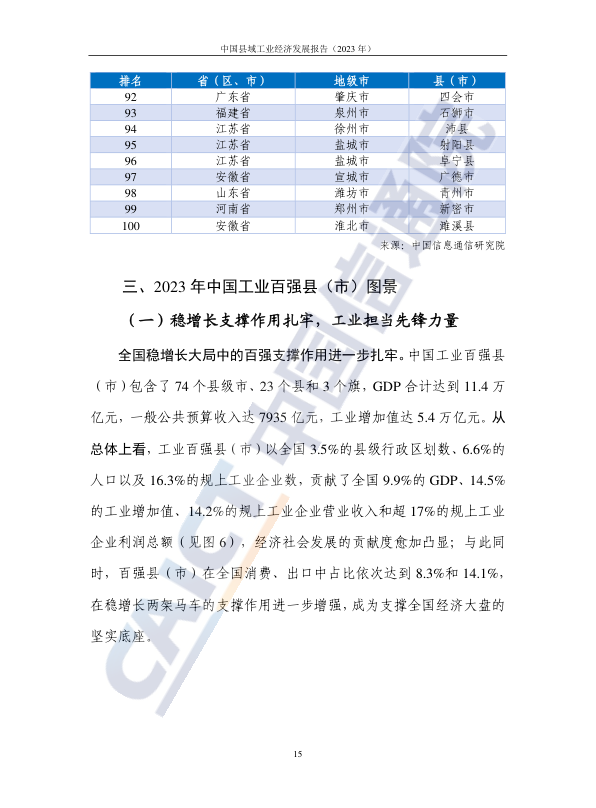 中国县域工业经济发展报告（2023 年）
排名 省（区、市） 地级市 县（市）
92 广东省 肇庆市 四会市
93 福建省 泉州市 石狮市
94 江苏省 徐州市 沛县
95 江苏省 盐城市 射阳县
96 江苏省 盐城市 阜宁县
97 安徽省 宣城市 广德市
98 山东省 潍坊市 青州市
99 河南省 郑州市 新密市
100 安徽省 淮北市 濉溪县
来源：中国信息通信研究院
三、2023 年中国工业百强县（市）图景
（一）稳增长支撑作用扎牢，工业担当先锋力量
全国稳增长大局中的百强支撑作用进一步扎牢。中国工业百强县
（市）包含了 74 个县级市、23 个县和 3 个旗，GDP 合计达到 11.4 万
亿元，一般公共预算收入达 7935 亿元，工业增加值达 5.4 万亿元。从
总体上看，工业百强县（市）以全国 3.5%的县级行政区划数、6.6%的
人口以及 16.3%的规上工业企业数，贡献了全国 9.9%的 GDP、14.5%
的工业增加值、14.2%的规上工业企业营业收入和超 17%的规上工业
企业利润总额（见图 6），经济社会发展的贡献度愈加凸显；与此同
时，百强县（市）在全国消费、出口中占比依次达到 8.3%和 14.1%，
在稳增长两架马车的支撑作用进一步增强，成为支撑全国经济大盘的
坚实底座。
CAICT 中国信通院
15